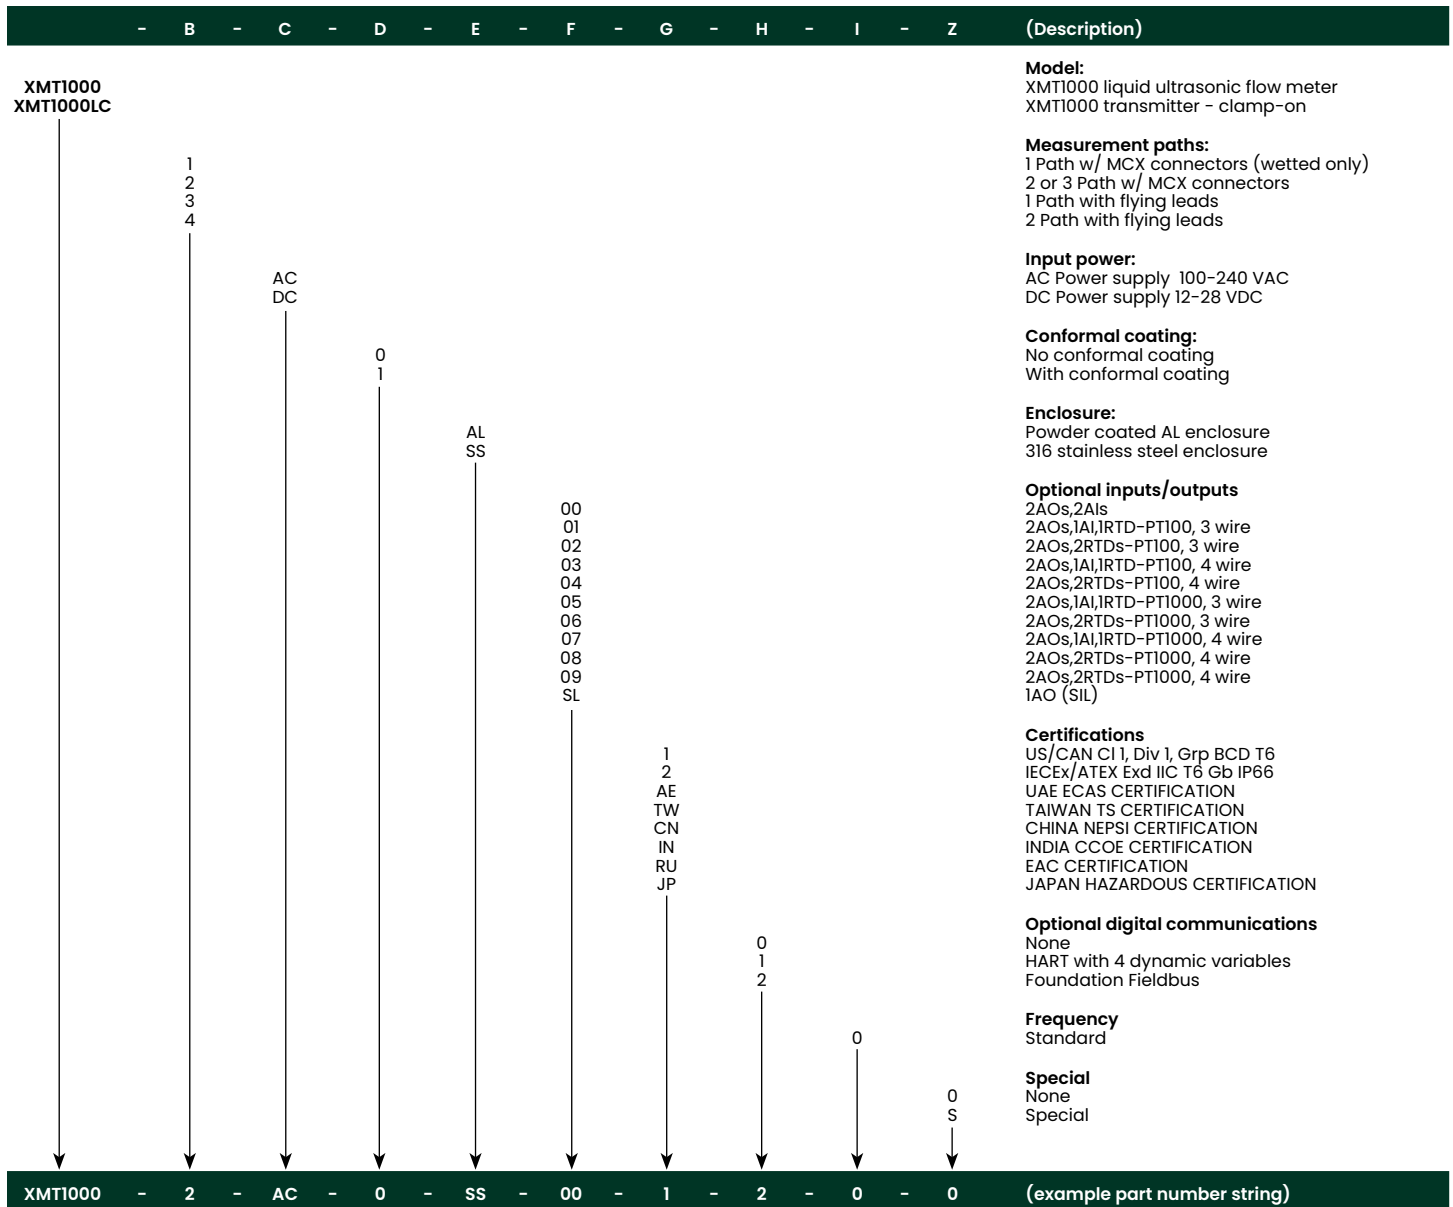 - B - C - D - E - F - G - H - I - Z (Description)
Model:
XMT1000 XMT1000 liquid ultrasonic flow meter
XMT1000LC XMT1000 transmitter - clamp-on
Measurement paths:
1 1 Path w/ MCX connectors (wetted only)
2 2 or 3 Path w/ MCX connectors
3 1 Path with flying leads
4 2 Path with flying leads
Input power:
AC AC Power supply 100-240 VAC
DC DC Power supply 12-28 VDC
Conformal coating:
0 No conformal coating
1 With conformal coating
Enclosure:
AL Powder coated AL enclosure
SS 316 stainless steel enclosure
Optional inputs/outputs
00 2AOs,2AIs
01 2AOs,1AI,1RTD-PT100, 3 wire
02 2AOs,2RTDs-PT100, 3 wire
03 2AOs,1AI,1RTD-PT100, 4 wire
04 2AOs,2RTDs-PT100, 4 wire
05 2AOs,1AI,1RTD-PT1000, 3 wire
06 2AOs,2RTDs-PT1000, 3 wire
07 2AOs,1AI,1RTD-PT1000, 4 wire
08 2AOs,2RTDs-PT1000, 4 wire
09 2AOs,2RTDs-PT1000, 4 wire
SL 1AO (SIL)
Certifications
1 US/CAN Cl 1, Div 1, Grp BCD T6
2 IECEx/ATEX Exd IIC T6 Gb IP66
AE UAE ECAS CERTIFICATION
TW TAIWAN TS CERTIFICATION
CN CHINA NEPSI CERTIFICATION
IN INDIA CCOE CERTIFICATION
RU EAC CERTIFICATION
JP JAPAN HAZARDOUS CERTIFICATION
Optional digital communications
0 None
1 HART with 4 dynamic variables
2 Foundation Fieldbus
Frequency
0 Standard
Special
0 None
S Special
XMT1000 - 2 - AC - 0 - SS - 00 - 1 - 2 - 0 - 0 (example part number string)